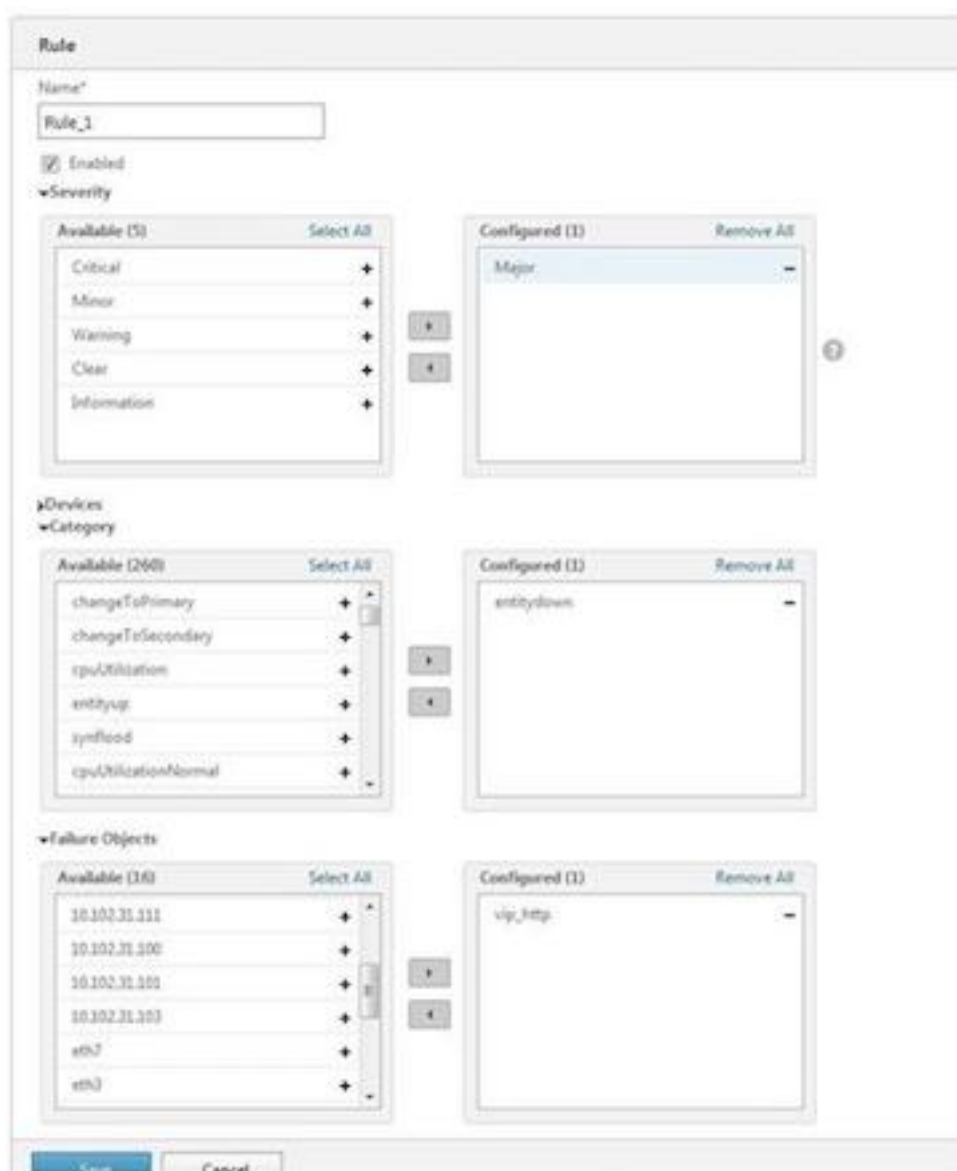 Rule
Name*
Rule_1
Enabled
Severity
Available (5) Select All
Critical
Minor
Warning
Clear
Information
Configured (1) Remove All
Major
?
Devices
Category
Available (260) Select All
changeToPrimary
changeToSecondary
cpuUtilization
entityup
synflood
cpuUtilizationNormal
Configured (1) Remove All
entitydown
Failure Objects
Available (16) Select All
10.102.31.111
10.102.31.100
10.102.31.101
10.102.31.103
eth7
eth3
Configured (1) Remove All
vip_http
Save Cancel